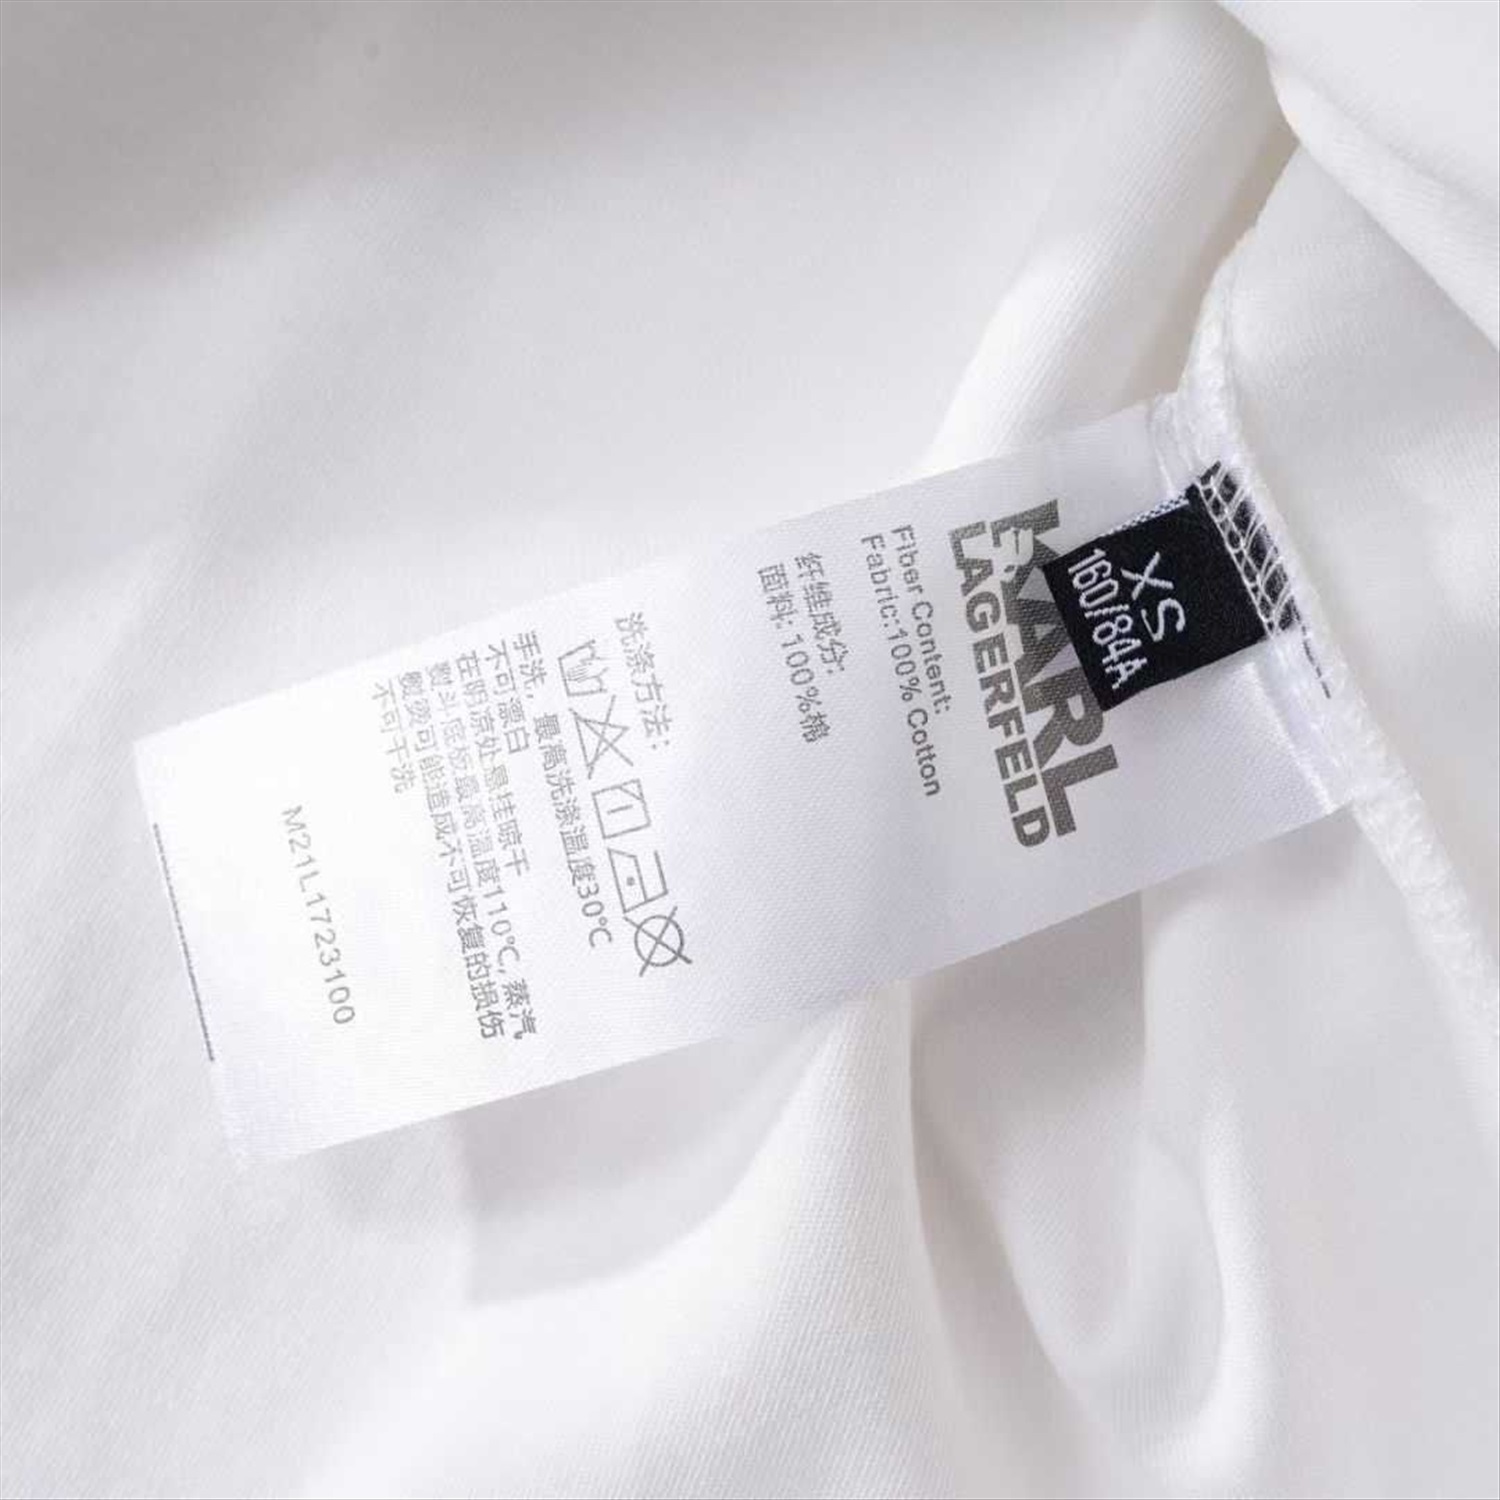 XS
160/84A
KARL
LAGERFELD
Fiber Content:
Fabric:100% Cotton
纤维成分:
面料: 100%棉
洗涤方法:
手洗，最高洗涤温度30℃
不可漂白
在阴凉处悬挂晾干
熨斗底板最高温度110℃, 蒸汽
熨烫可能造成不可恢复的损伤
不可干洗
M21L1723100